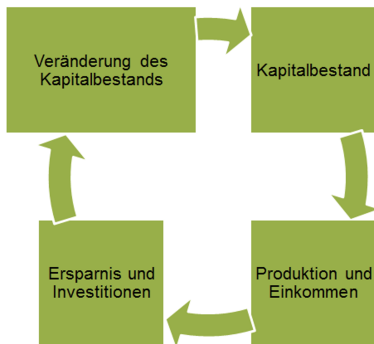 Veränderung des
Kapitalbestands
Kapitalbestand
Produktion und
Einkommen
Ersparnis und
Investitionen